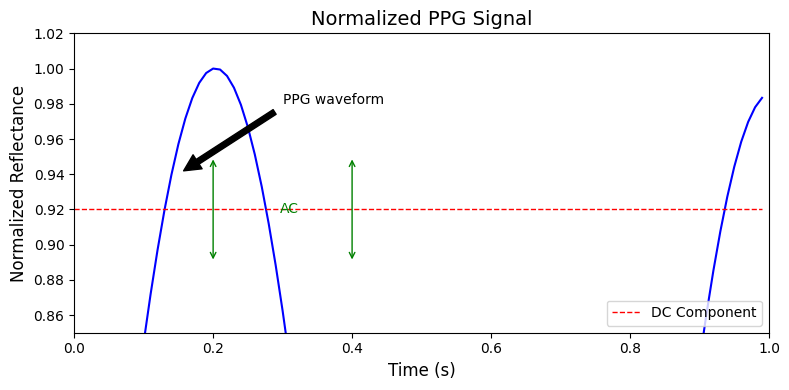 Normalized PPG Signal
Normalized Reflectance
1.02
1.00
0.98
0.96
0.94
0.92
0.90
0.88
0.86
PPG waveform
AC
DC Component
0.0
0.2
0.4
0.6
0.8
1.0
Time (s)